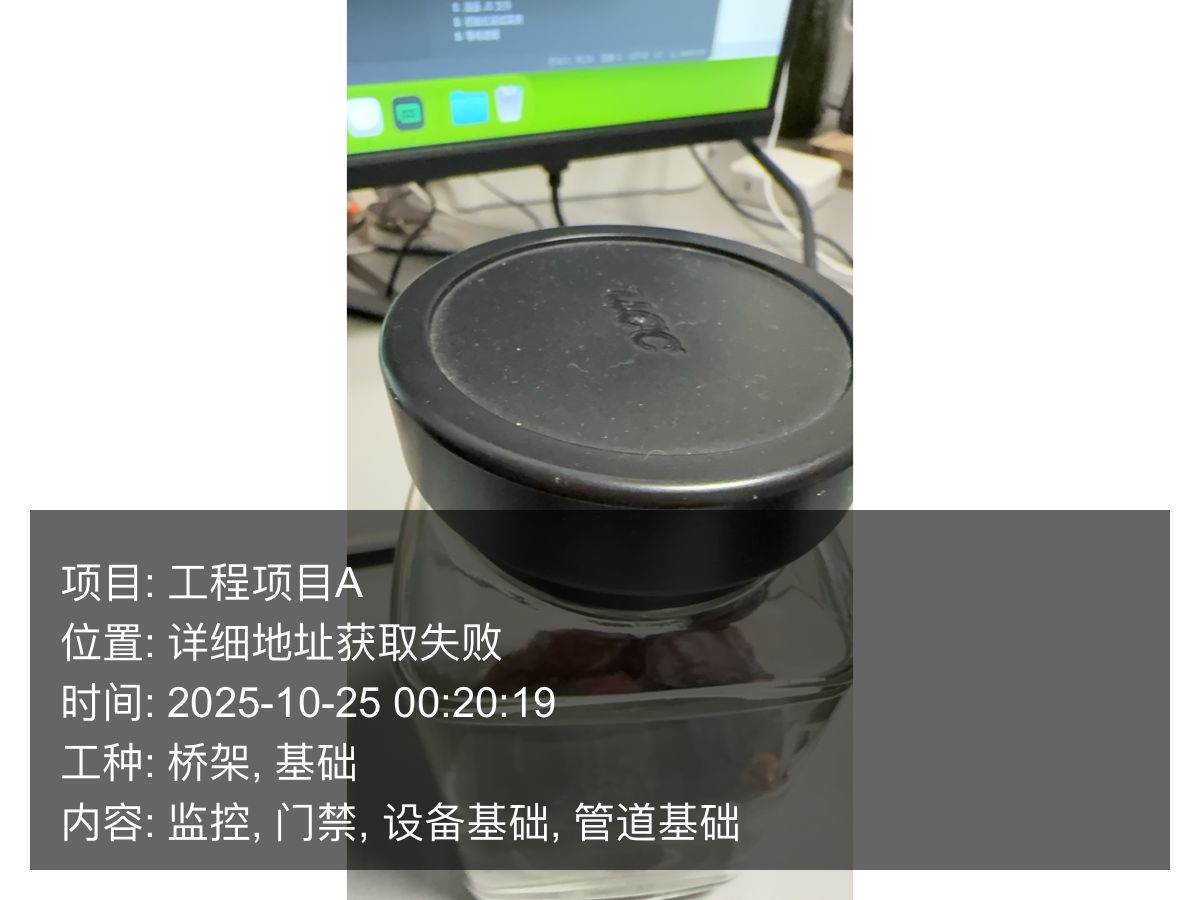 项目: 工程项目A
位置: 详细地址获取失败
时间: 2025-10-25 00:20:19
工种: 桥架, 基础
内容: 监控, 门禁, 设备基础, 管道基础